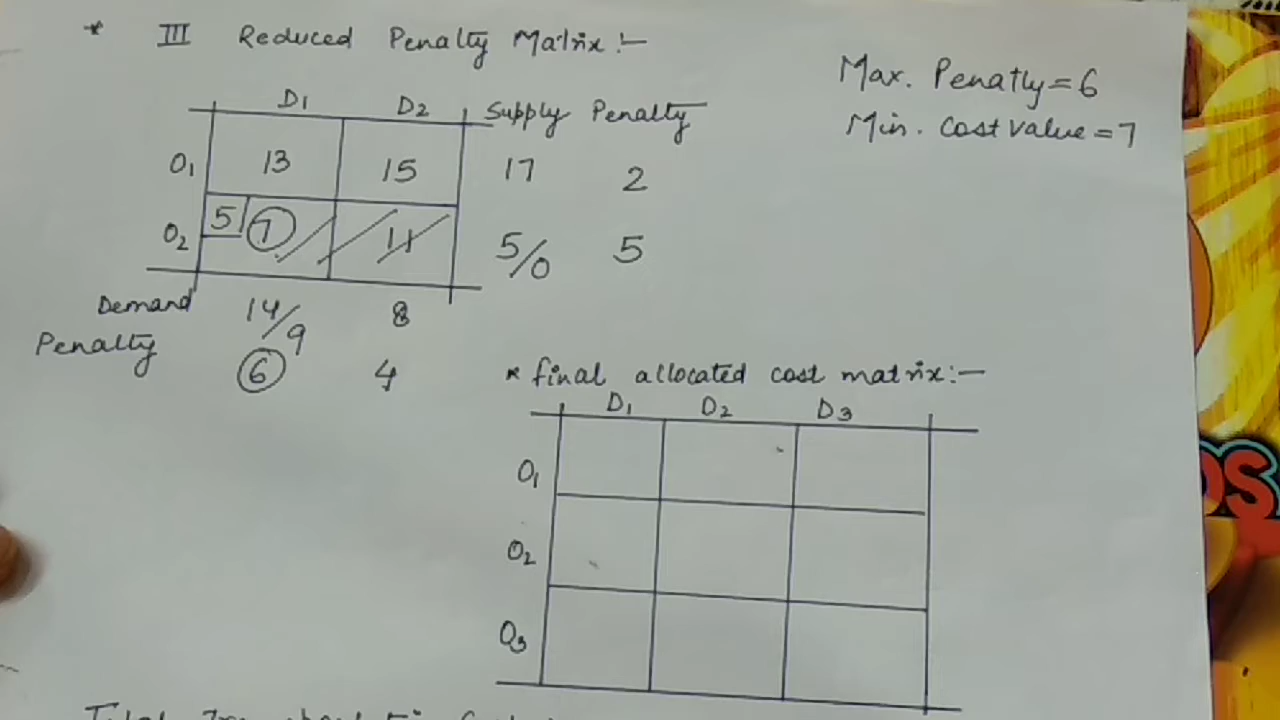 * III Reduced Penalty Matrix:-
Max. Penatly = 6
Min. Cost value = 7
D1 D2 Supply Penalty
O1 13 15 17 2
O2 5 7 11 5/0 5
Demand 14/9 8
Penalty 6 4
* final allocated cost matrix:-
D1 D2 D3
O1
O2
O3